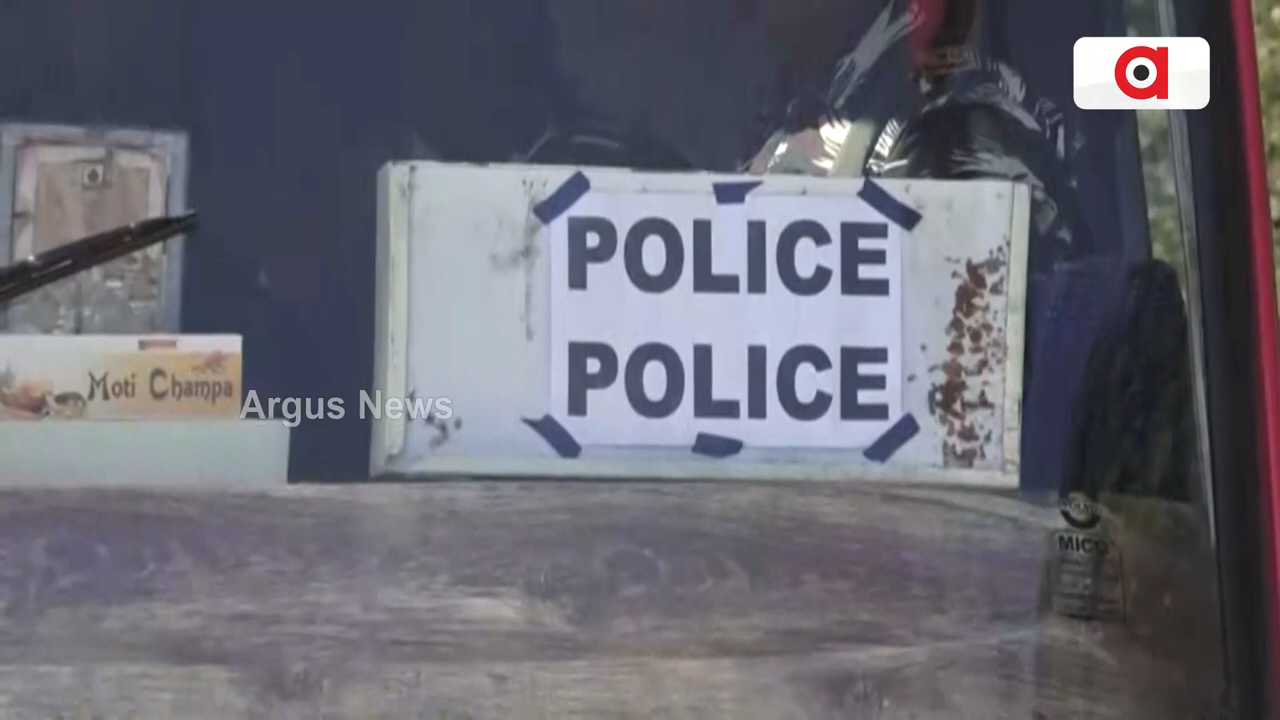 POLICE
POLICE
Moti Champa
Argus News
MICO